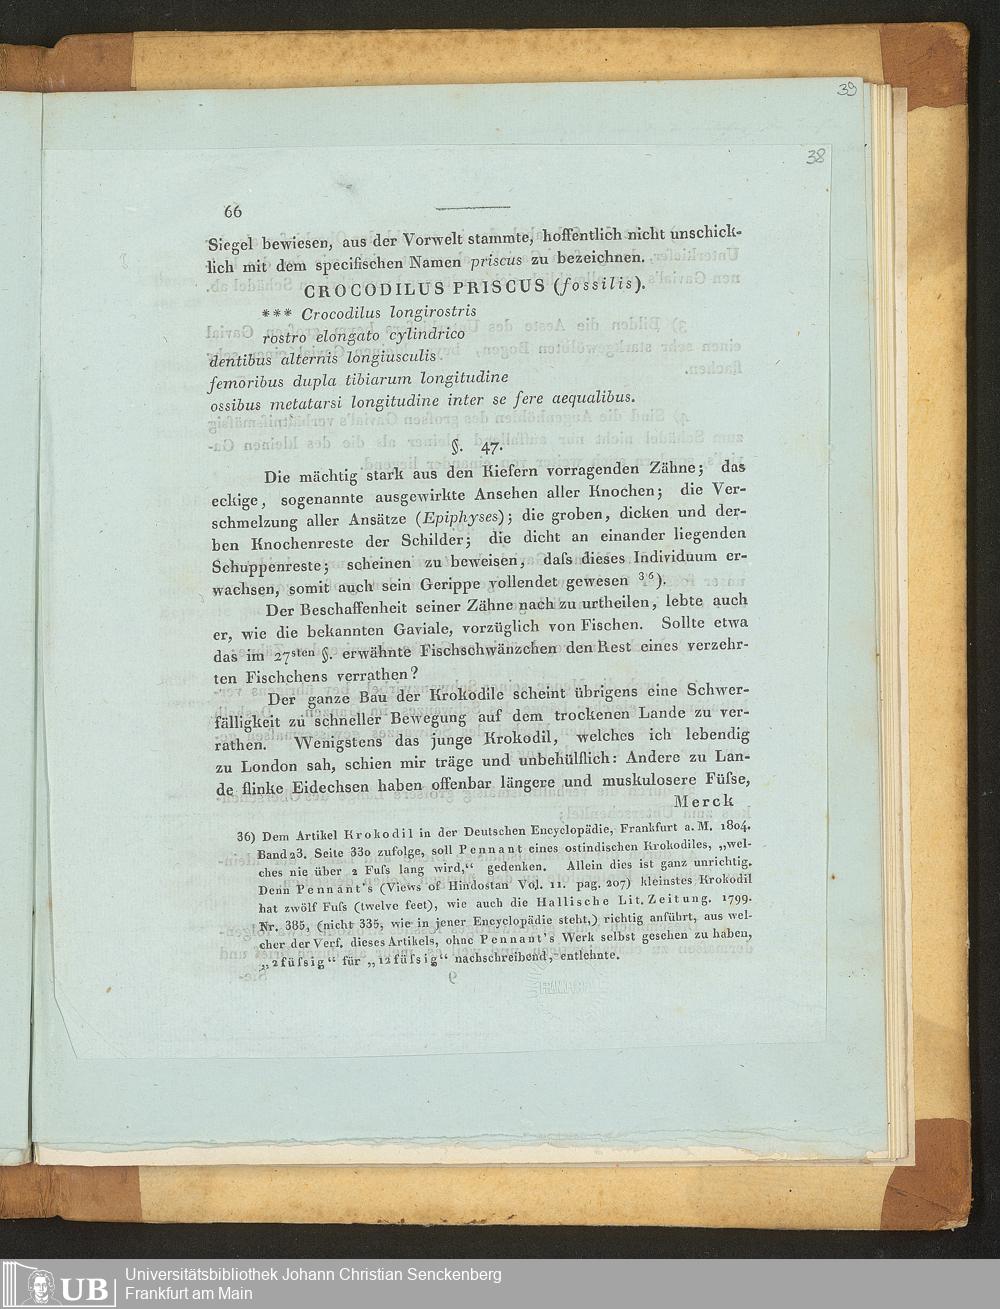 39
38
66
Siegel bewiesen, aus der Vorwelt stammte, hoffentlich nicht unschick-
lich mit dem specifischen Namen priscus zu bezeichnen.
CROCODILUS PRISCUS (fossilis).
*** Crocodilus longirostris
rostro elongato cylindrico
dentibus alternis longiusculis
femoribus dupla tibiarum longitudine
ossibus metatarsi longitudine inter se fere aequalibus.
§. 47.
Die mächtig stark aus den Kiefern vorragenden Zähne; das
eckige, sogenannte ausgewirkte Ansehen aller Knochen; die Ver-
schmelzung aller Ansätze (Epiphyses); die groben, dicken und der-
ben Knochenreste der Schilder; die dicht an einander liegenden
Schuppenreste; scheinen zu beweisen, daſs dieses Individuum er-
wachsen, somit auch sein Gerippe vollendet gewesen 36).
Der Beschaffenheit seiner Zähne nach zu urtheilen, lebte auch
er, wie die bekannten Gaviale, vorzüglich von Fischen. Sollte etwa
das im 27sten §. erwähnte Fischschwänzchen den Rest eines verzehr-
ten Fischchens verrathen?
Der ganze Bau der Krokodile scheint übrigens eine Schwer-
fälligkeit zu schneller Bewegung auf dem trockenen Lande zu ver-
rathen. Wenigstens das junge Krokodil, welches ich lebendig
zu London sah, schien mir träge und unbehülflich: Andere zu Lan-
de flinke Eidechsen haben offenbar längere und muskulosere Füſse,
Merck
36) Dem Artikel Krokodil in der Deutschen Encyclopädie, Frankfurt a. M. 1804.
Band 23. Seite 330 zufolge, soll Pennant eines ostindischen Krokodiles, „wel-
ches nie über 2 Fuſs lang wird,“ gedenken. Allein dies ist ganz unrichtig.
Denn Pennant's (Views of Hindostan Vol. 11. pag. 207) kleinstes Krokodil
hat zwölf Fuſs (twelve feet), wie auch die Hallische Lit. Zeitung. 1799.
Nr. 385, (nicht 335, wie in jener Encyclopädie steht,) richtig anführt, aus wel-
cher der Verf. dieses Artikels, ohne Pennant's Werk selbst gesehen zu haben,
„2füſsig“ für „12füſsig“ nachschreibend, entlehnte.
UB
Universitätsbibliothek Johann Christian Senckenberg
Frankfurt am Main